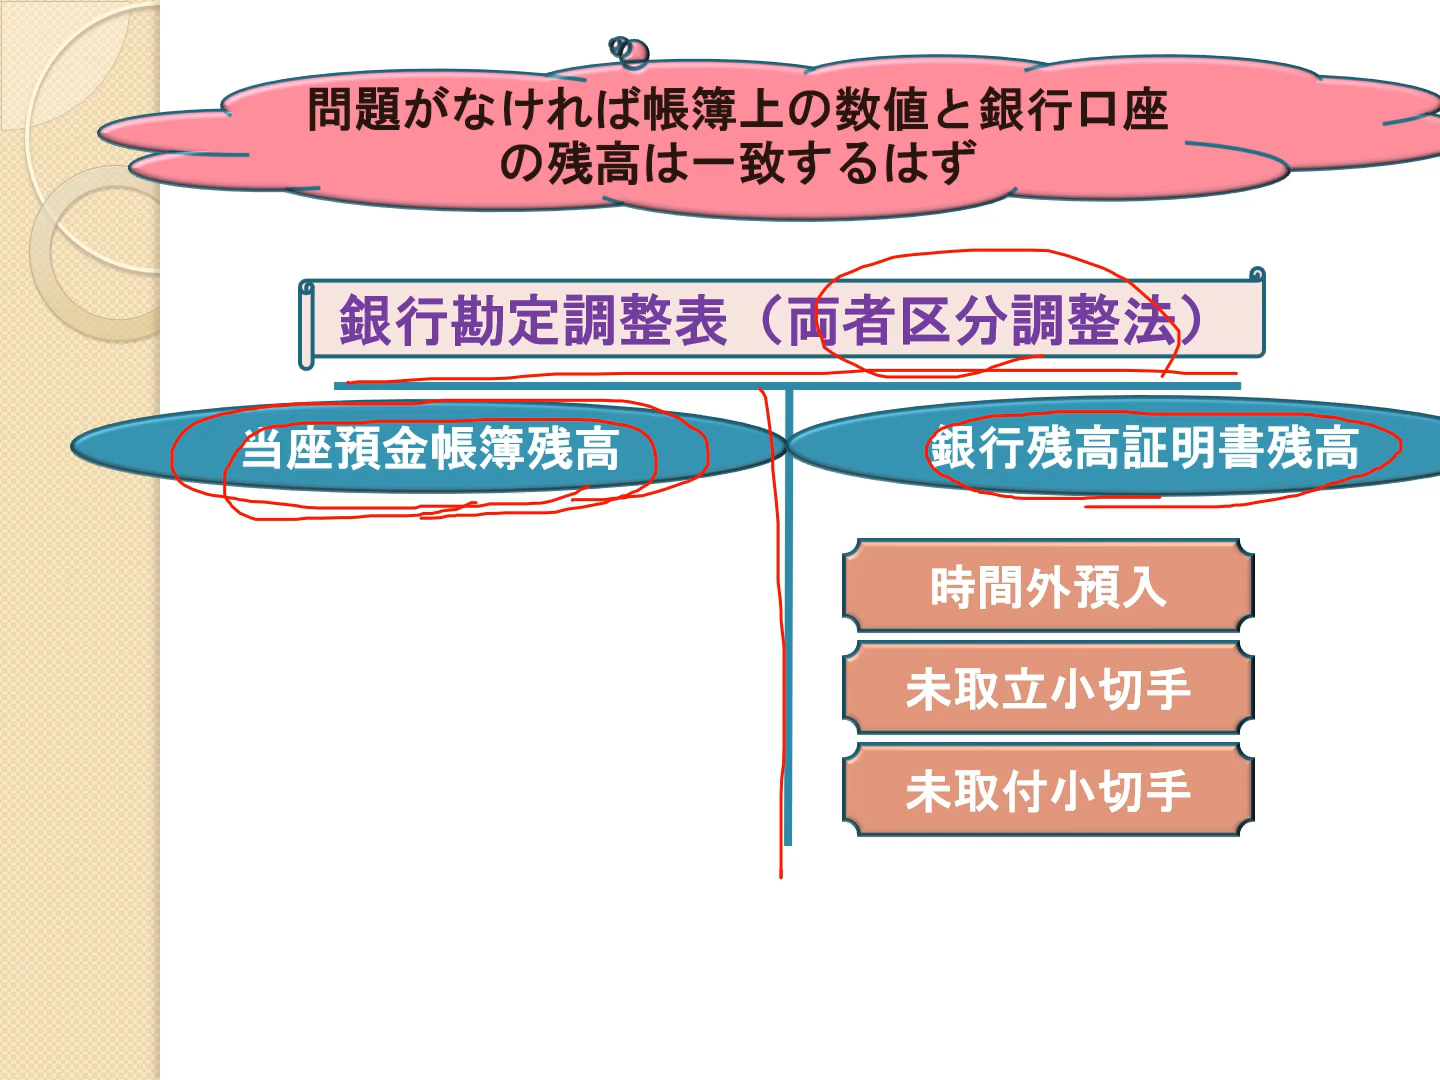 問題がなければ帳簿上の数値と銀行口座
の残高は一致するはず
銀行勘定調整表（両者区分調整法）
当座預金帳簿残高
銀行残高証明書残高
時間外預入
未取立小切手
未取付小切手